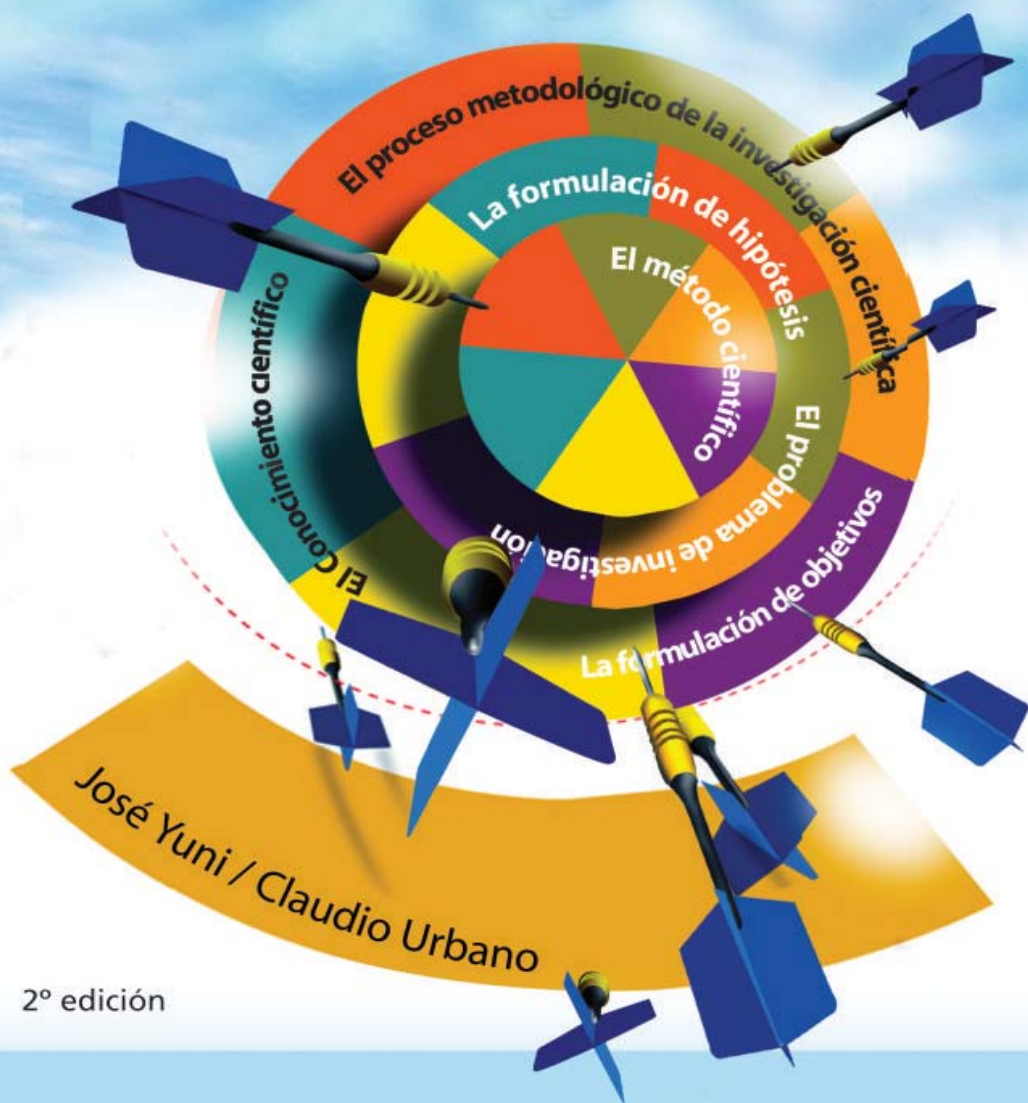 El proceso metodológico de la investigación científica
La formulación de hipótesis
El método científico
El Conocimiento científico
El problema de investigación
La formulación de objetivos
José Yuni / Claudio Urbano
2º edición